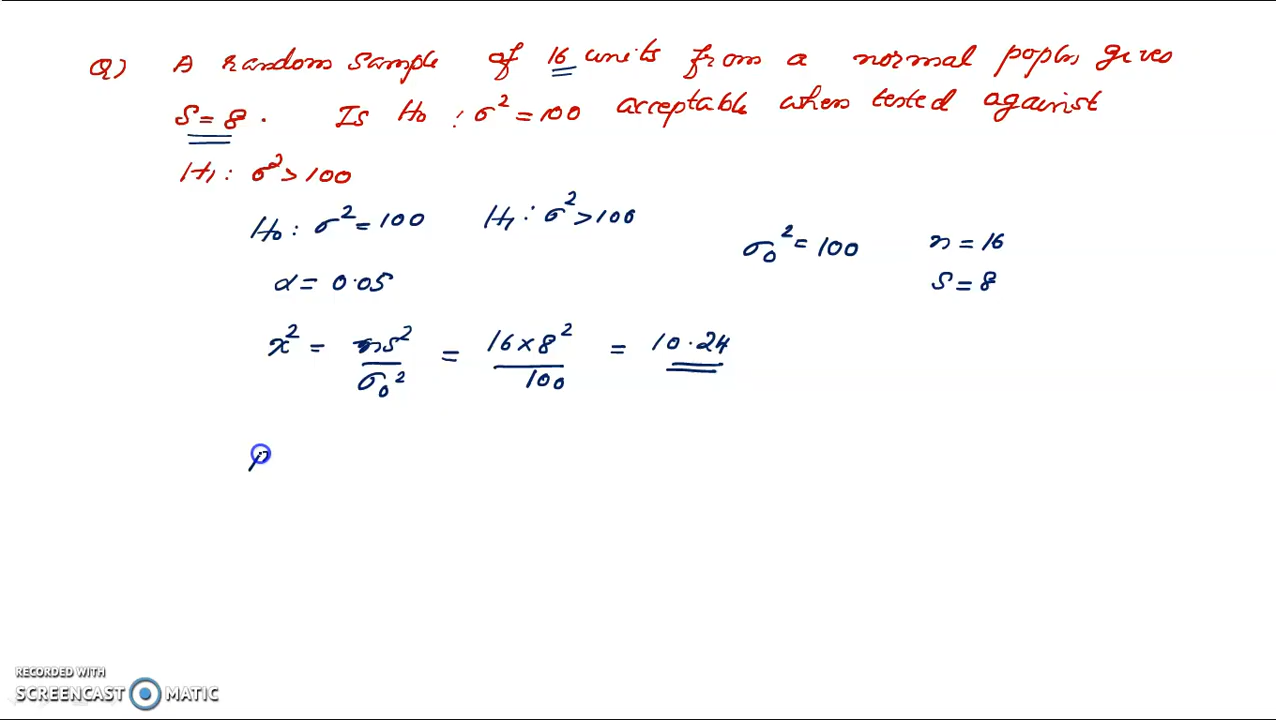 Q) A random sample of 16 units from a normal popln gives
S = 8 . Is H₀ : σ² = 100 acceptable when tested against
H₁ : σ² > 100
H₀ : σ² = 100 H₁ : σ² > 100
σ₀² = 100 n = 16
α = 0.05 S = 8
x² = ns²/σ₀² = 16×8²/100 = 10.24
RECORDED WITH
SCREENCAST MATIC